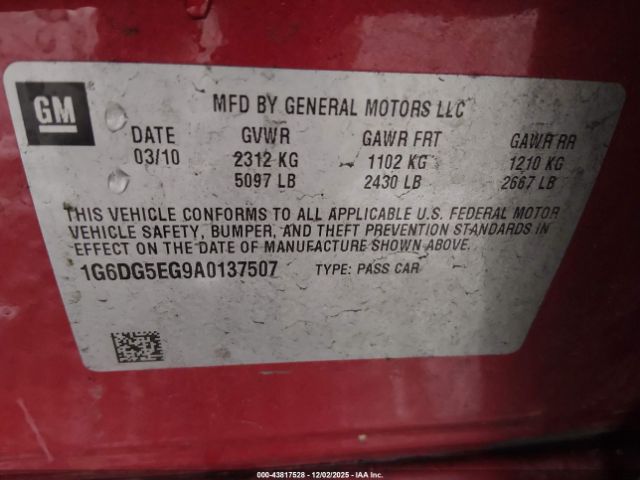 GM
MFD BY GENERAL MOTORS LLC
DATE GVWR GAWR FRT GAWR RR
03/10 2312 KG 1102 KG 1210 KG
5097 LB 2430 LB 2667 LB
THIS VEHICLE CONFORMS TO ALL APPLICABLE U.S. FEDERAL MOTOR
VEHICLE SAFETY, BUMPER, AND THEFT PREVENTION STANDARDS IN
EFFECT ON THE DATE OF MANUFACTURE SHOWN ABOVE.
1G6DG5EG9A0137507 TYPE: PASS CAR
© 000-43817528 - 12/02/2025 - IAA Inc.